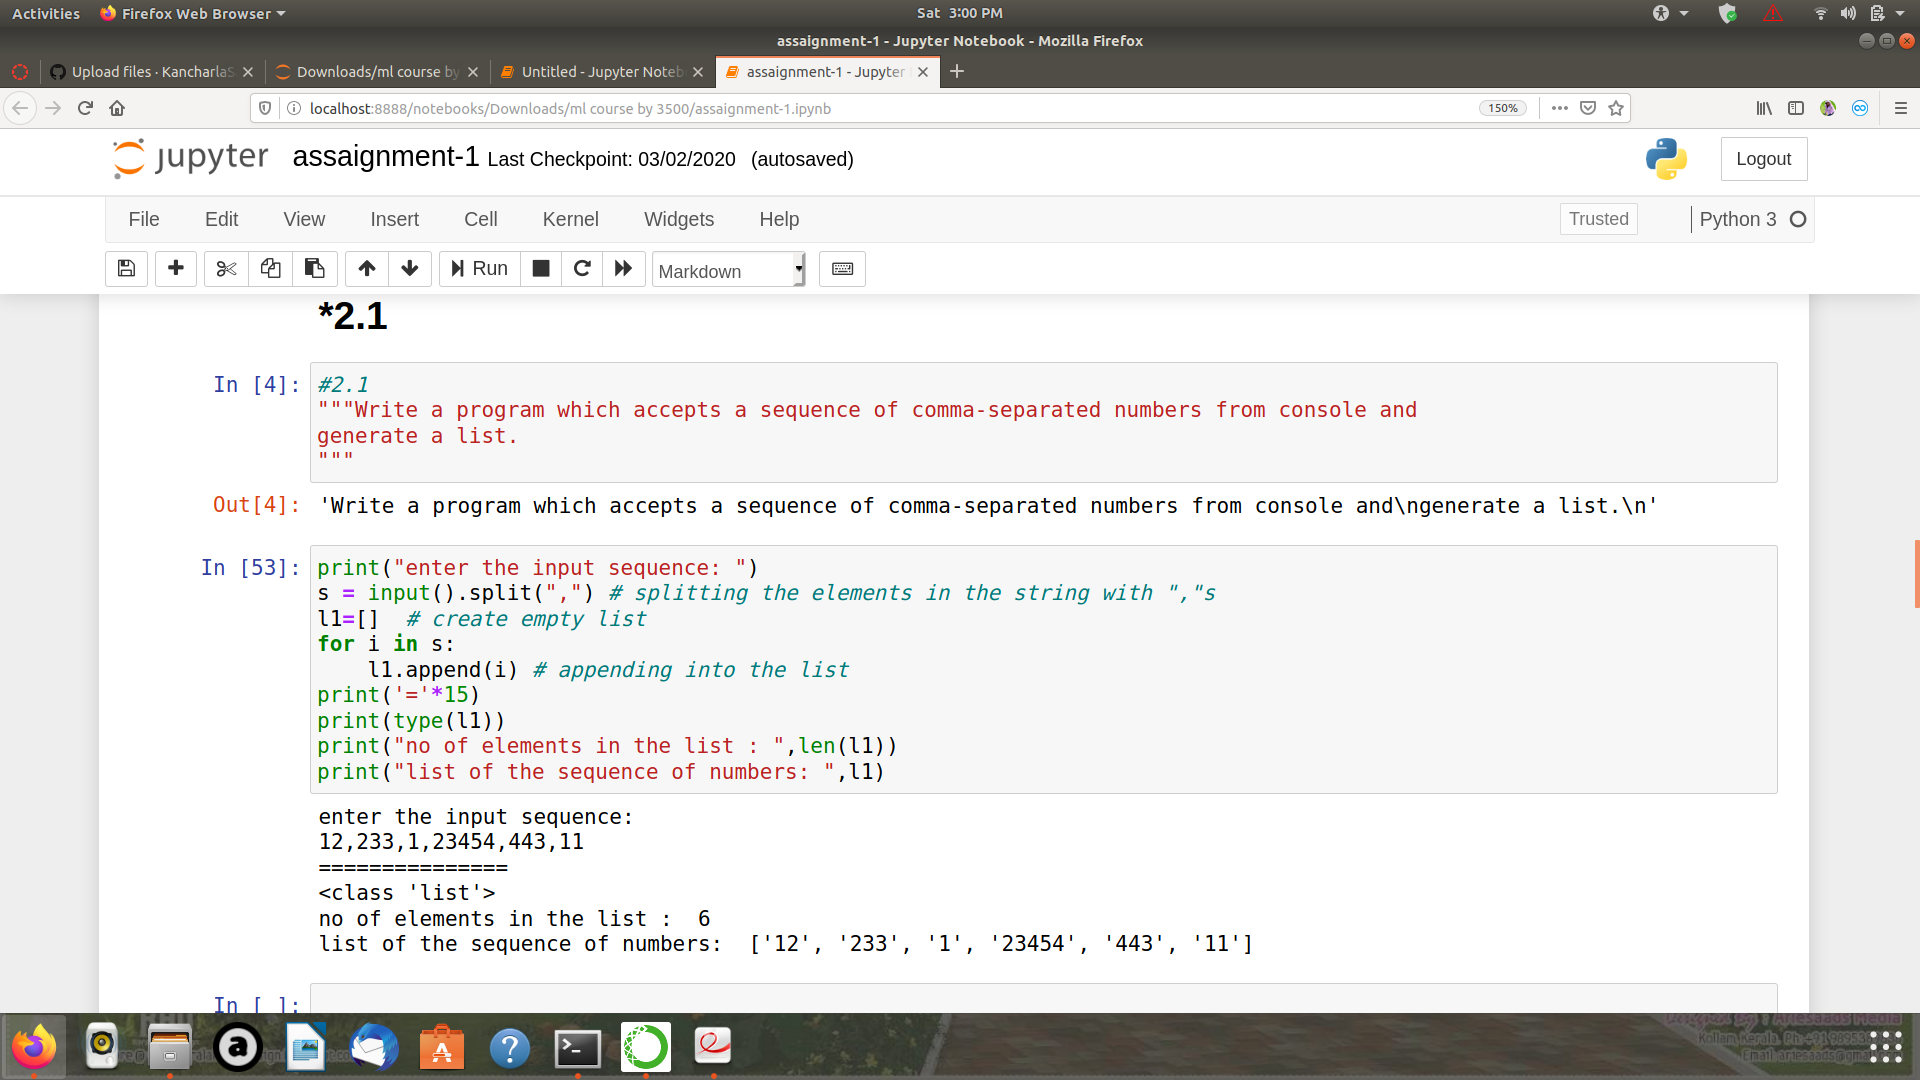 Activities Firefox Web Browser Sat 3:00 PM
assaignment-1 - Jupyter Notebook - Mozilla Firefox
Upload files · KancharlaS Downloads/ml course by Untitled - Jupyter Noteb assaignment-1 - Jupyter
localhost:8888/notebooks/Downloads/ml course by 3500/assaignment-1.ipynb 150%
jupyter assaignment-1 Last Checkpoint: 03/02/2020 (autosaved) Logout
File Edit View Insert Cell Kernel Widgets Help Trusted Python 3
Run Markdown
*2.1
In [4]: #2.1
"""Write a program which accepts a sequence of comma-separated numbers from console and
generate a list.
"""
Out[4]: 'Write a program which accepts a sequence of comma-separated numbers from console and\ngenerate a list.\n'
In [53]: print("enter the input sequence: ")
s = input().split(",") # splitting the elements in the string with ","s
l1=[]  # create empty list
for i in s:
    l1.append(i) # appending into the list
print('='*15)
print(type(l1))
print("no of elements in the list : ",len(l1))
print("list of the sequence of numbers: ",l1)
enter the input sequence:
12,233,1,23454,443,11
===============
<class 'list'>
no of elements in the list :  6
list of the sequence of numbers:  ['12', '233', '1', '23454', '443', '11']
In [ ]: